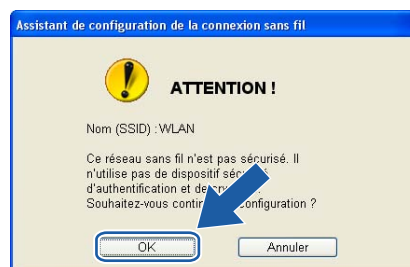 Assistant de configuration de la connexion sans fil
ATTENTION !
Nom (SSID) : WLAN
Ce réseau sans fil n'est pas sécurisé. Il
n'utilise pas de dispositif
d'authentification et de
Souhaitez-vous configuration ?
OK
Annuler